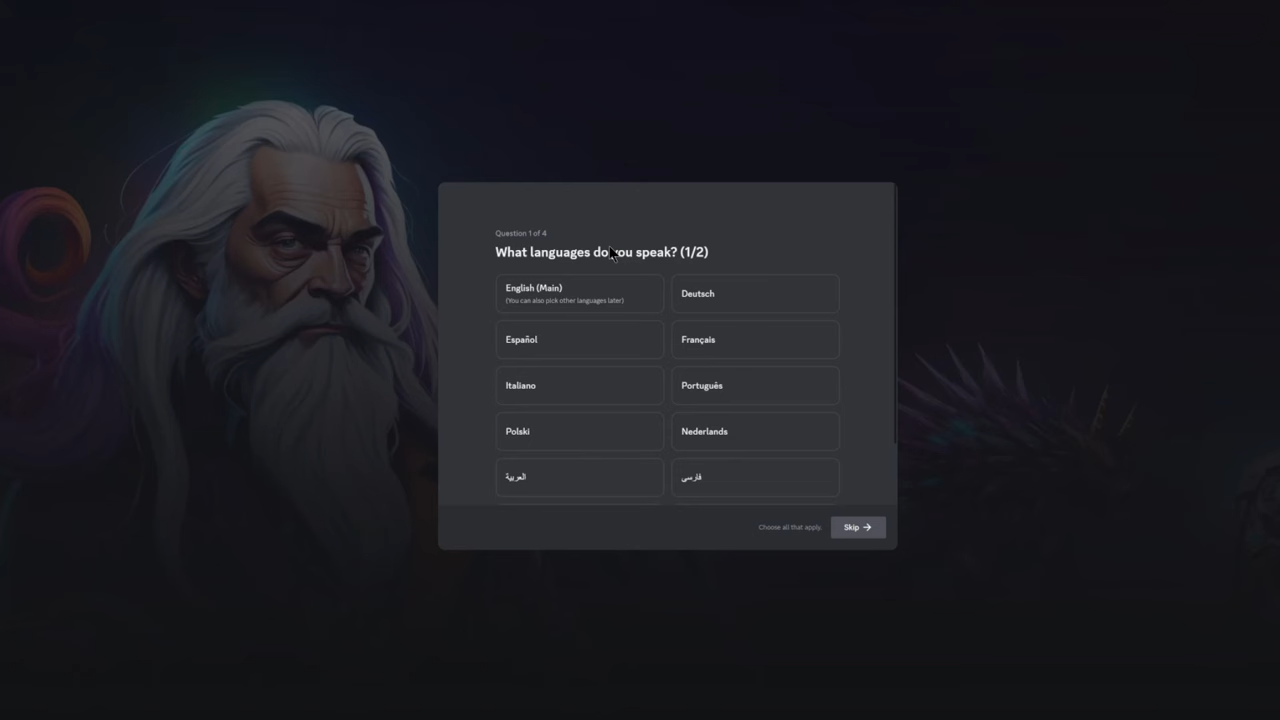 Question 1 of 4
What languages do you speak? (1/2)
English (Main)
(You can also pick other languages later)
Deutsch
Español
Français
Italiano
Português
Polski
Nederlands
العربية
فارسی
Choose all that apply.
Skip →